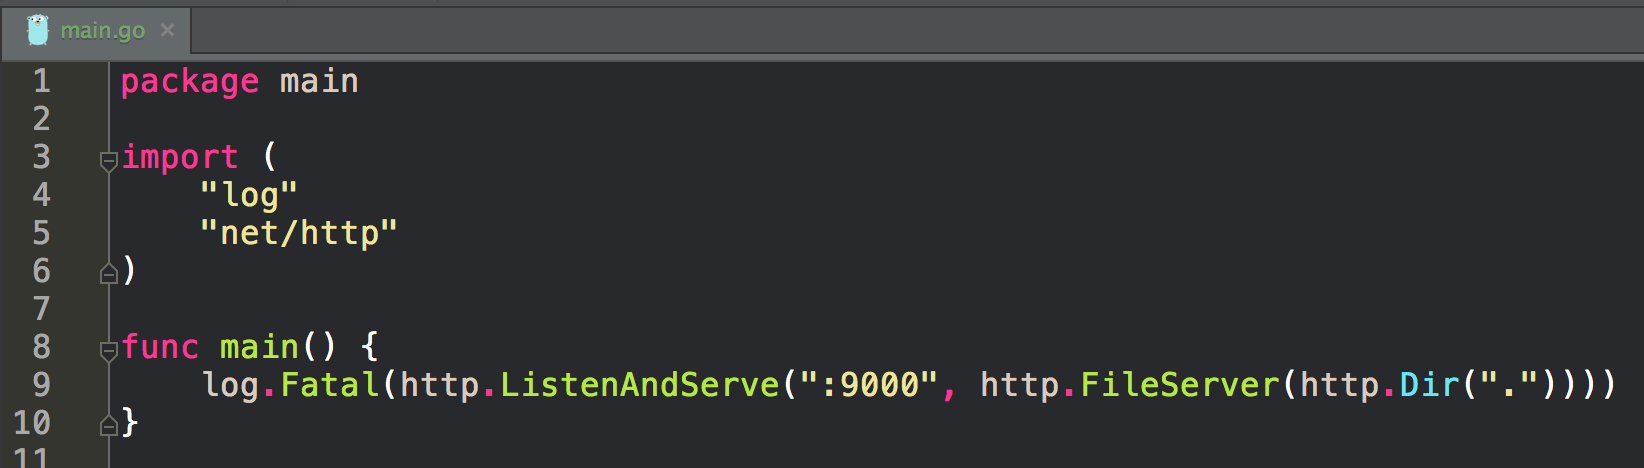 main.go ×
1 package main
2
3 import (
4     "log"
5     "net/http"
6 )
7
8 func main() {
9     log.Fatal(http.ListenAndServe(":9000", http.FileServer(http.Dir("."))))
10 }
11